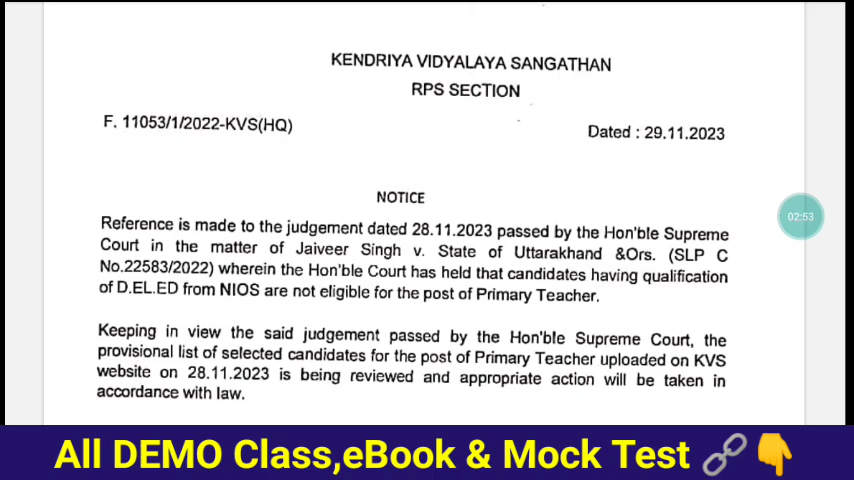 KENDRIYA VIDYALAYA SANGATHAN
RPS SECTION
F. 11053/1/2022-KVS(HQ)
Dated : 29.11.2023
NOTICE
02:53
Reference is made to the judgement dated 28.11.2023 passed by the Hon'ble Supreme
Court in the matter of Jaiveer Singh v. State of Uttarakhand &Ors. (SLP C
No.22583/2022) wherein the Hon'ble Court has held that candidates having qualification
of D.EL.ED from NIOS are not eligible for the post of Primary Teacher.
Keeping in view the said judgement passed by the Hon'ble Supreme Court, the
provisional list of selected candidates for the post of Primary Teacher uploaded on KVS
website on 28.11.2023 is being reviewed and appropriate action will be taken in
accordance with law.
All DEMO Class,eBook & Mock Test 🔗👇